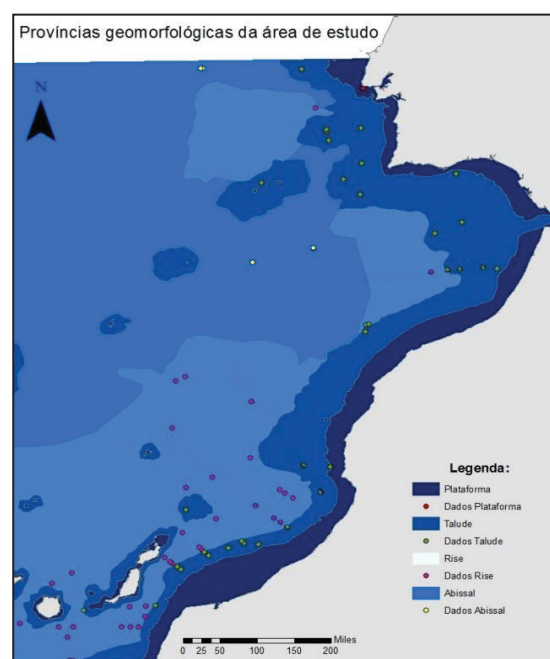 Províncias geomorfológicas da área de estudo
N
Legenda:
Plataforma
Dados Plataforma
Talude
Dados Talude
Rise
Dados Rise
Abissal
Dados Abissal
Miles
0 25 50 100 150 200